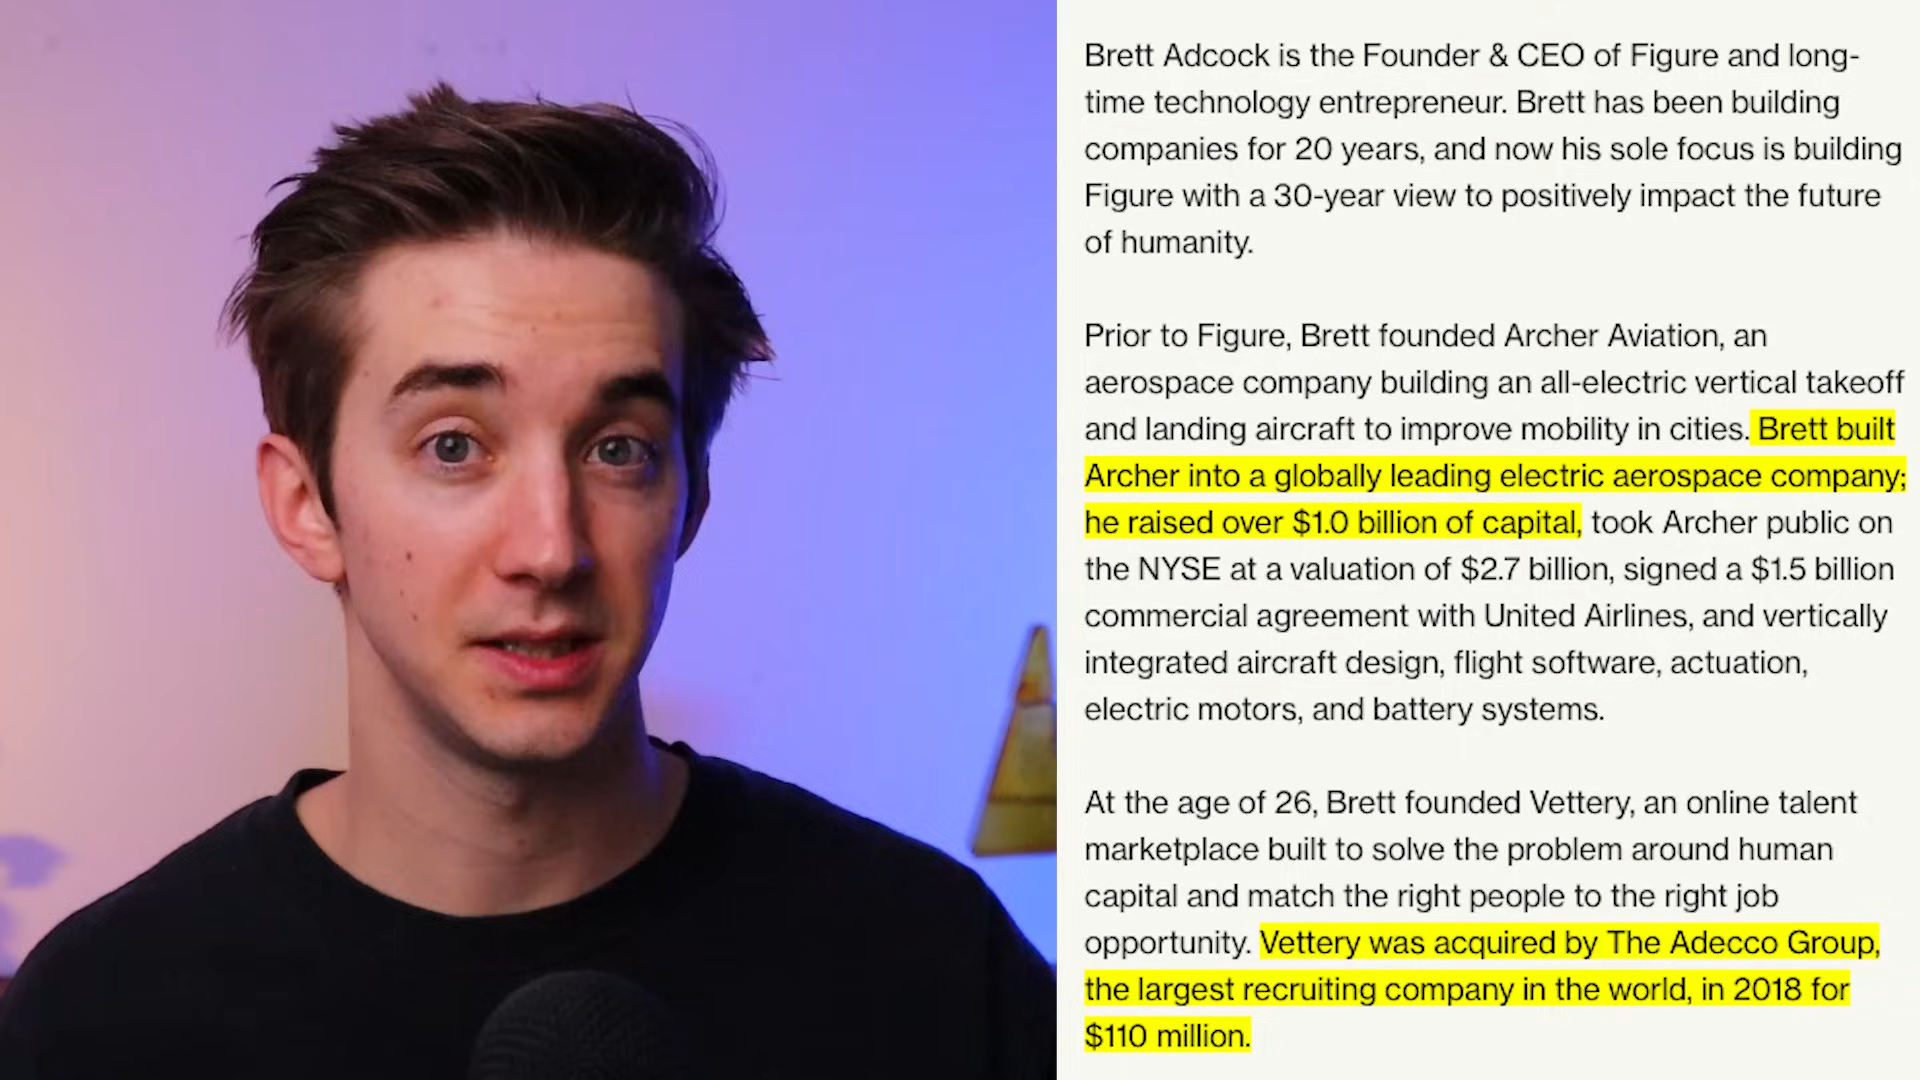 Brett Adcock is the Founder & CEO of Figure and long-
time technology entrepreneur. Brett has been building
companies for 20 years, and now his sole focus is building
Figure with a 30-year view to positively impact the future
of humanity.
Prior to Figure, Brett founded Archer Aviation, an
aerospace company building an all-electric vertical takeoff
and landing aircraft to improve mobility in cities. Brett built
Archer into a globally leading electric aerospace company;
he raised over $1.0 billion of capital, took Archer public on
the NYSE at a valuation of $2.7 billion, signed a $1.5 billion
commercial agreement with United Airlines, and vertically
integrated aircraft design, flight software, actuation,
electric motors, and battery systems.
At the age of 26, Brett founded Vettery, an online talent
marketplace built to solve the problem around human
capital and match the right people to the right job
opportunity. Vettery was acquired by The Adecco Group,
the largest recruiting company in the world, in 2018 for
$110 million.